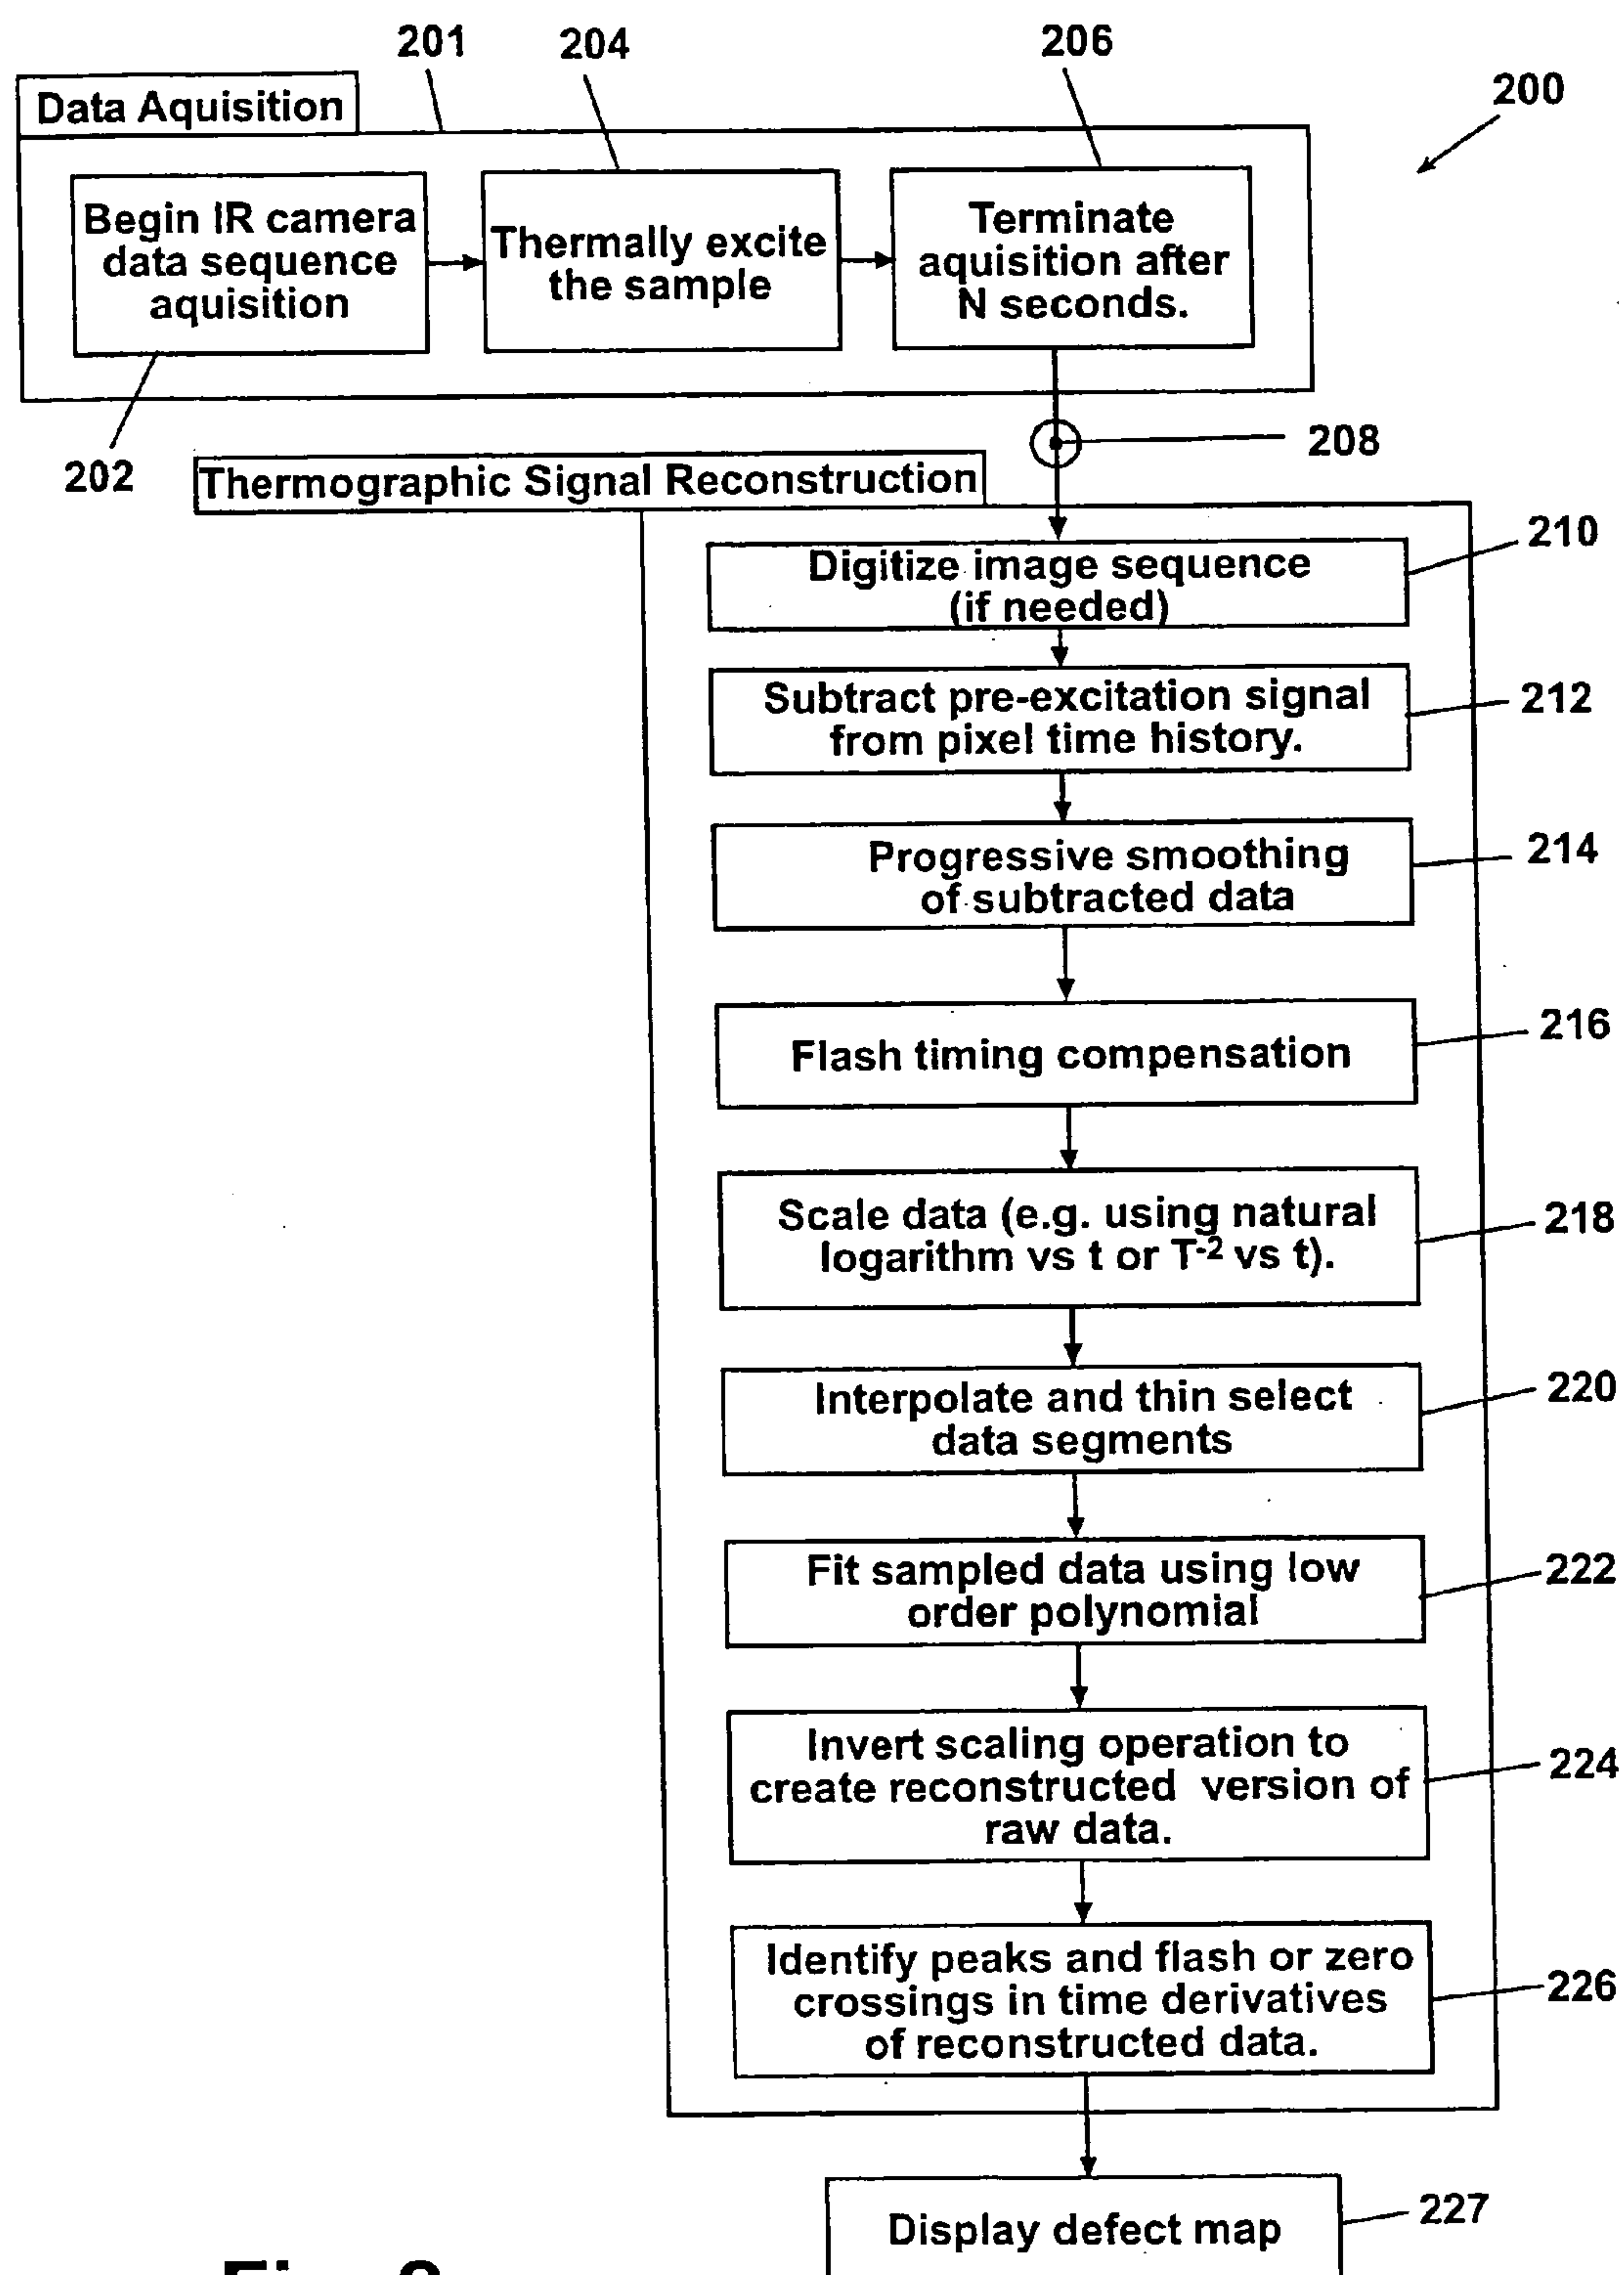 201
204
206
200
Data Aquisition
Begin IR camera
data sequence
aquisition
Thermally excite
the sample
Terminate
aquisition after
N seconds.
202
208
Thermographic Signal Reconstruction
Digitize image sequence
(if needed)
210
Subtract pre-excitation signal
from pixel time history.
212
Progressive smoothing
of subtracted data
214
Flash timing compensation
216
Scale data (e.g. using natural
logarithm vs t or T-2 vs t).
218
Interpolate and thin select
data segments
220
Fit sampled data using low
order polynomial
222
Invert scaling operation to
create reconstructed version of
raw data.
224
Identify peaks and flash or zero
crossings in time derivatives
of reconstructed data.
226
Display defect map
227